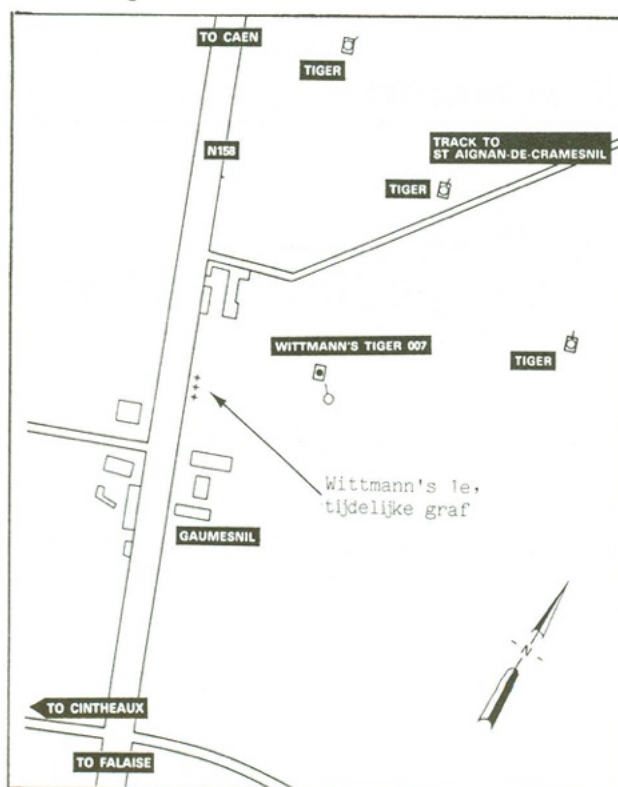 TO CAEN
TIGER
N158
TRACK TO
ST AIGNAN-DE-CRAMESNIL
TIGER
WITTMANN'S TIGER 007
TIGER
Wittmann's 1e,
tijdelijke graf
GAUMESNIL
N
TO CINTHEAUX
TO FALAISE